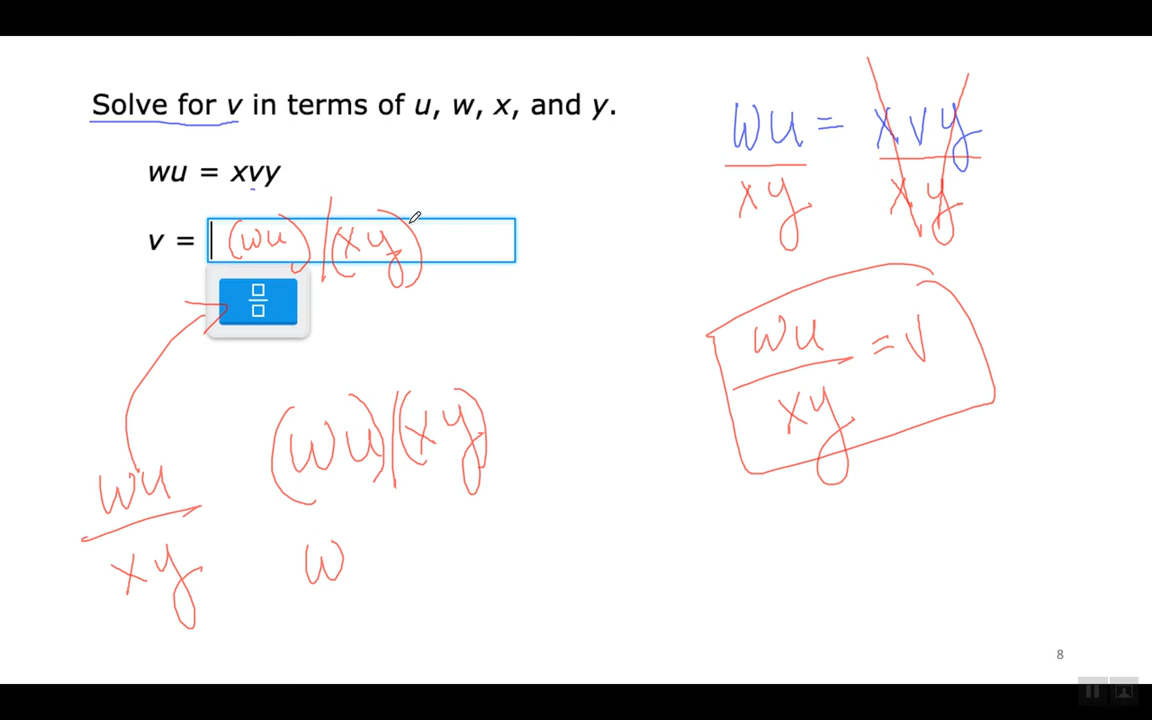 Solve for v in terms of u, w, x, and y.
wu = xvy
v = (wu)/(xy)
wu = xvy
xy xy
wu
xy = v
(wu)/(xy)
wu
xy
w
8